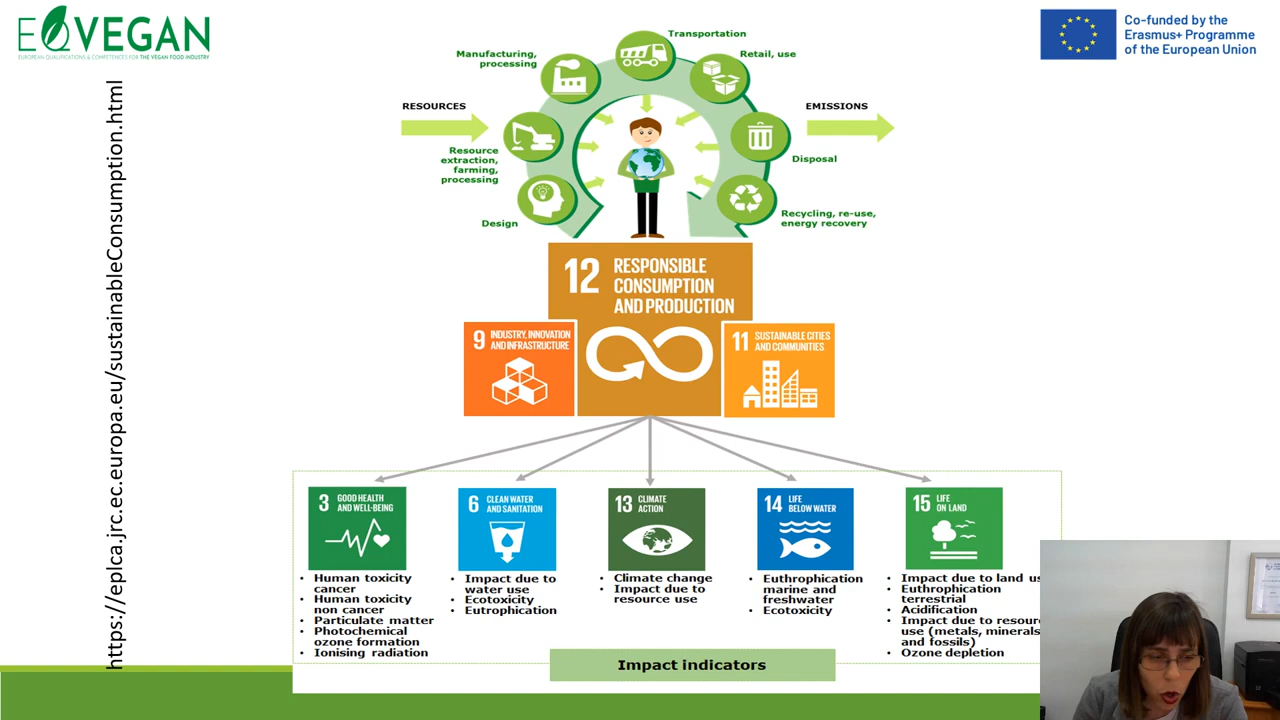 EQVEGAN
EUROPEAN QUALIFICATIONS & COMPETENCES FOR THE VEGAN FOOD INDUSTRY
Co-funded by the
Erasmus+ Programme
of the European Union
https://eplca.jrc.ec.europa.eu/sustainableConsumption.html
Transportation
Manufacturing,
processing
Retail, use
RESOURCES
EMISSIONS
Resource
extraction,
farming,
processing
Disposal
Design
Recycling, re-use,
energy recovery
12 RESPONSIBLE
CONSUMPTION
AND PRODUCTION
9 INDUSTRY, INNOVATION
AND INFRASTRUCTURE
11 SUSTAINABLE CITIES
AND COMMUNITIES
3 GOOD HEALTH
AND WELL-BEING
• Human toxicity
cancer
• Human toxicity
non cancer
• Particulate matter
• Photochemical
ozone formation
• Ionising radiation
6 CLEAN WATER
AND SANITATION
• Impact due to
water use
• Ecotoxicity
• Eutrophication
13 CLIMATE
ACTION
• Climate change
• Impact due to
resource use
14 LIFE
BELOW WATER
• Euthrophication
marine and
freshwater
• Ecotoxicity
15 LIFE
ON LAND
• Impact due to land us
• Euthrophication
terrestrial
• Acidification
• Impact due to resour
use (metals, minerals
and fossils)
• Ozone depletion
Impact indicators